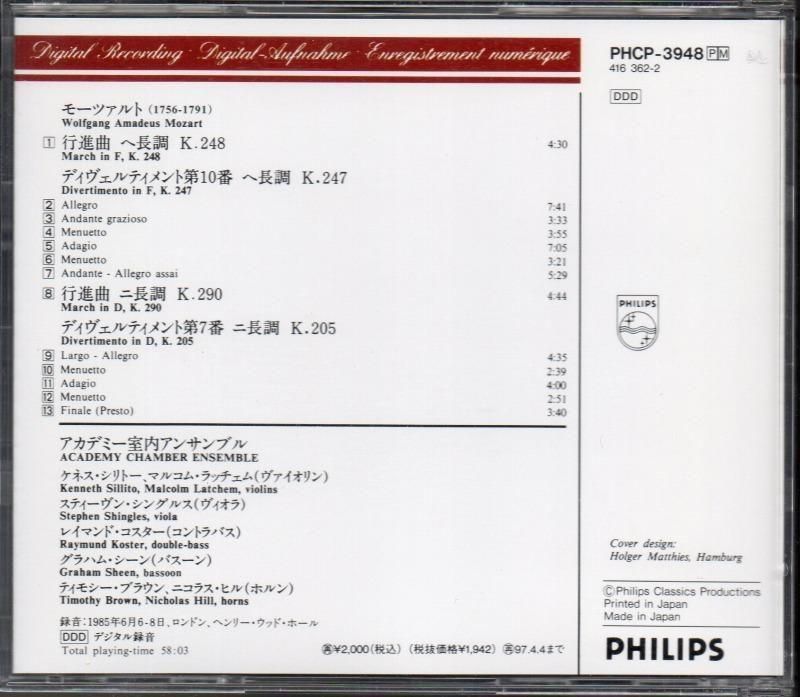 Digital Recording · Digital-Aufnahme · Enregistrement numérique
モーツァルト (1756-1791)
Wolfgang Amadeus Mozart
1 行進曲 ヘ長調 K.248 4:30
March in F, K. 248
ディヴェルティメント第10番 ヘ長調 K.247
Divertimento in F, K. 247
2 Allegro 7:41
3 Andante grazioso 3:33
4 Menuetto 3:55
5 Adagio 7:05
6 Menuetto 3:21
7 Andante - Allegro assai 5:29
8 行進曲 ニ長調 K.290 4:44
March in D, K. 290
ディヴェルティメント第7番 ニ長調 K.205
Divertimento in D, K. 205
9 Largo - Allegro 4:35
10 Menuetto 2:39
11 Adagio 4:00
12 Menuetto 2:51
13 Finale (Presto) 3:40
アカデミー室内アンサンブル
ACADEMY CHAMBER ENSEMBLE
ケネス・シリトー、マルコム・ラッチェム(ヴァイオリン)
Kenneth Sillito, Malcolm Latchem, violins
スティーヴン・シングルス(ヴィオラ)
Stephen Shingles, viola
レイマンド・コスター(コントラバス)
Raymund Koster, double-bass
グラハム・シーン(バスーン)
Graham Sheen, bassoon
ティモシー・ブラウン、ニコラス・ヒル(ホルン)
Timothy Brown, Nicholas Hill, horns
録音:1985年6月6-8日、ロンドン、ヘンリー・ウッド・ホール
DDD デジタル録音
Total playing-time 58:03
¥2,000(税込) (税抜価格¥1,942) 97.4.4まで
PHCP-3948 PM
416 362-2
DDD
PHILIPS
Cover design:
Holger Matthies, Hamburg
©Philips Classics Productions
Printed in Japan
Made in Japan
PHILIPS